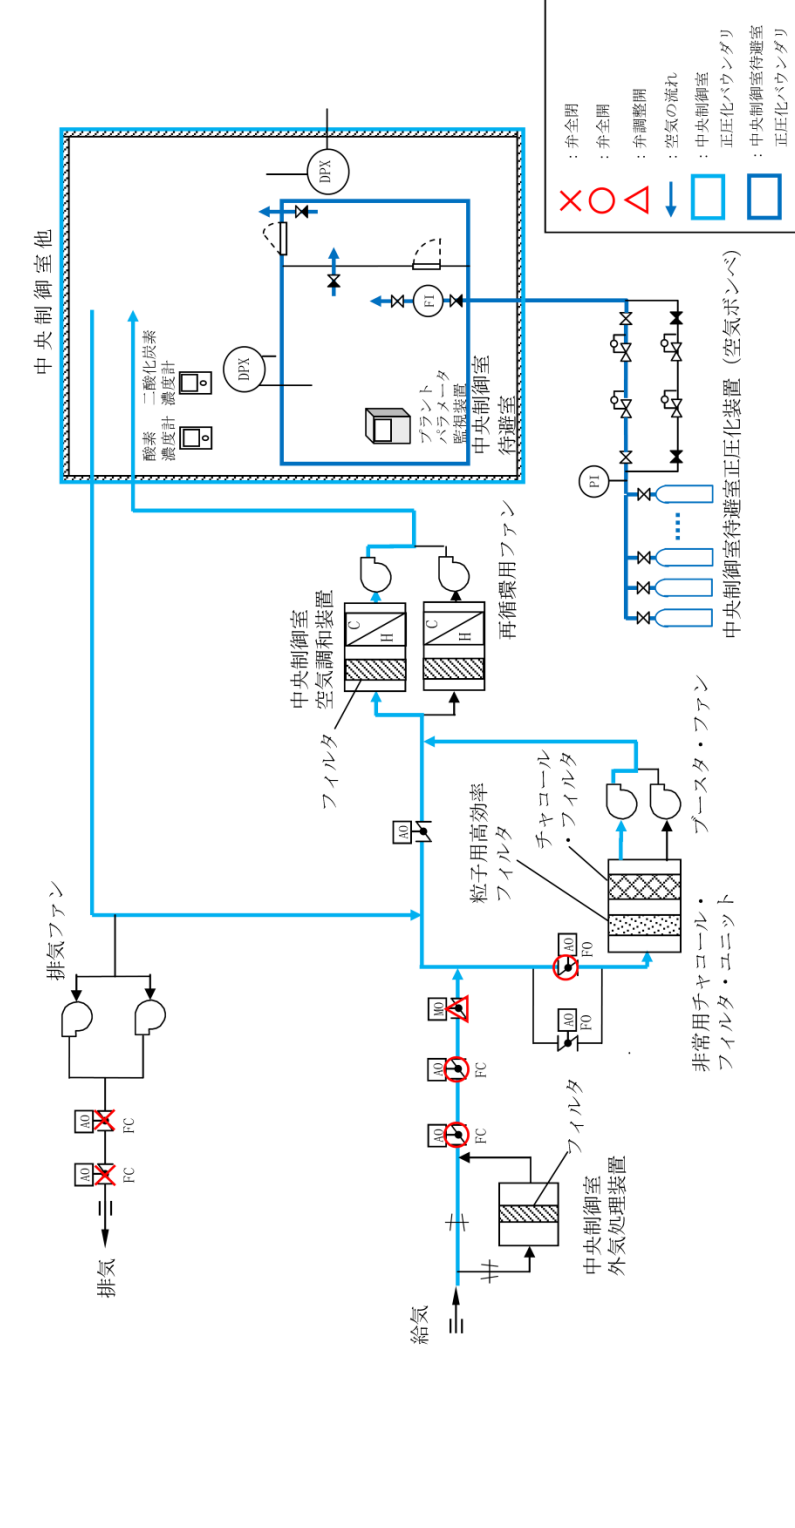 中央制御室他
酸素
濃度計
二酸化炭素
濃度計
DPX
DPX
プラント
パラメータ
監視装置
中央制御室
待避室
FI
PI
中央制御室待避室正圧化装置（空気ボンベ）
：弁全閉
：弁全開
：弁調整開
：空気の流れ
：中央制御室
正圧化バウンダリ
：中央制御室待避室
正圧化バウンダリ
排気ファン
AO
FC
AO
FC
排気
中央制御室
空気調和装置
フィルタ
C
H
C
H
再循環用ファン
AO
粒子用高効率
フィルタ
チャコール
・フィルタ
ブースタ・ファン
非常用チャコール・
フィルタ・ユニット
AO
FO
AO
FO
MO
AO
FC
AO
FC
フィルタ
中央制御室
外気処理装置
給気